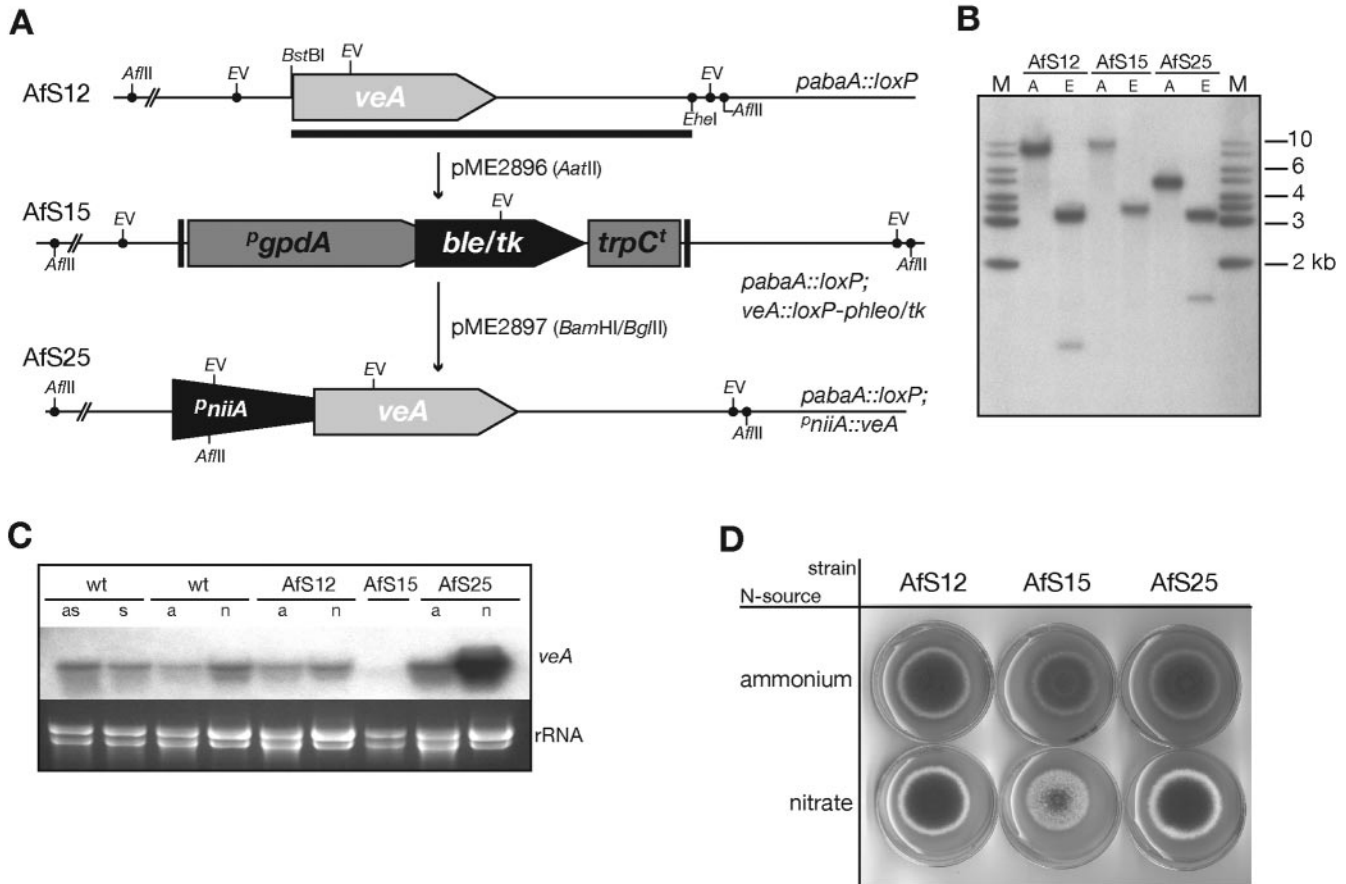 A
AfS12
AflII
EV
BstBI
EV
veA
EV
EheI
AflII
pabaA::loxP
pME2896 (AatII)
AfS15
AflII
EV
pgpdA
EV
ble/tk
trpCt
EV
AflII
pabaA::loxP;
veA::loxP-phleo/tk
pME2897 (BamHI/BglII)
AfS25
AflII
EV
pniiA
AflII
EV
veA
EV
AflII
pabaA::loxP;
pniiA::veA
B
AfS12 AfS15 AfS25
M A E A E A E M
10
6
4
3
2 kb
C
wt wt AfS12 AfS15 AfS25
as s a n a n a n
veA
rRNA
D
strain
N-source
AfS12 AfS15 AfS25
ammonium
nitrate